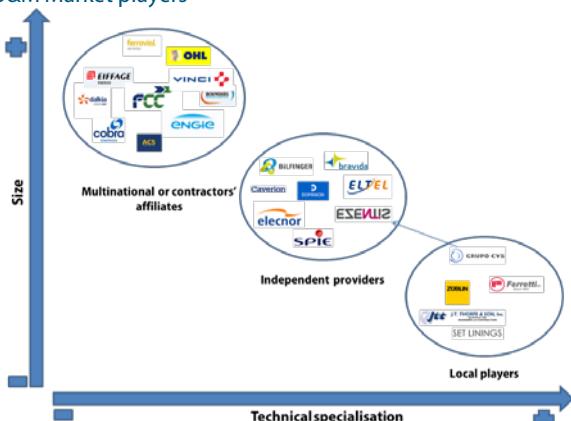 O&M market players
ferrovial
OHL
EIFFAGE
VINCI
dalkia
FCC
BOUYGUES
cobra
ACS
ENGIE
Multinational or contractors'
affiliates
BILFINGER
bravida
Caverion
DOMINION
ELTEL
elecnor
EZENTIS
SPIE
Independent providers
GRUPO CYS
ZÜBLIN
Ferretti
jtt J.T. THORPE & SON, Inc.
SET LININGS
Local players
Size
Technical specialisation